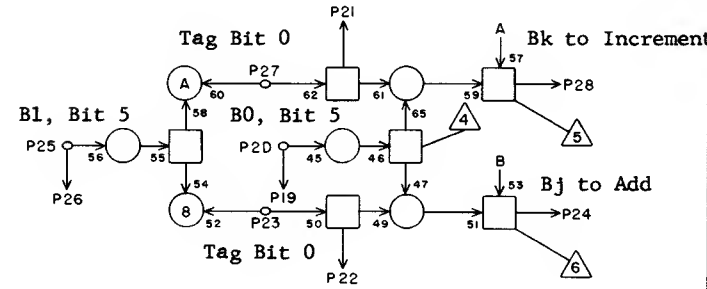 P21
Tag Bit 0
A
Bk to Increment
57
P27
A
60
62
61
59
P28
58
65
B1, Bit 5
B0, Bit 5
4
5
P25
56
55
P20
45
46
54
47
B
53
Bj to Add
P26
P19
B
52
P23
50
49
51
P24
Tag Bit 0
6
P22